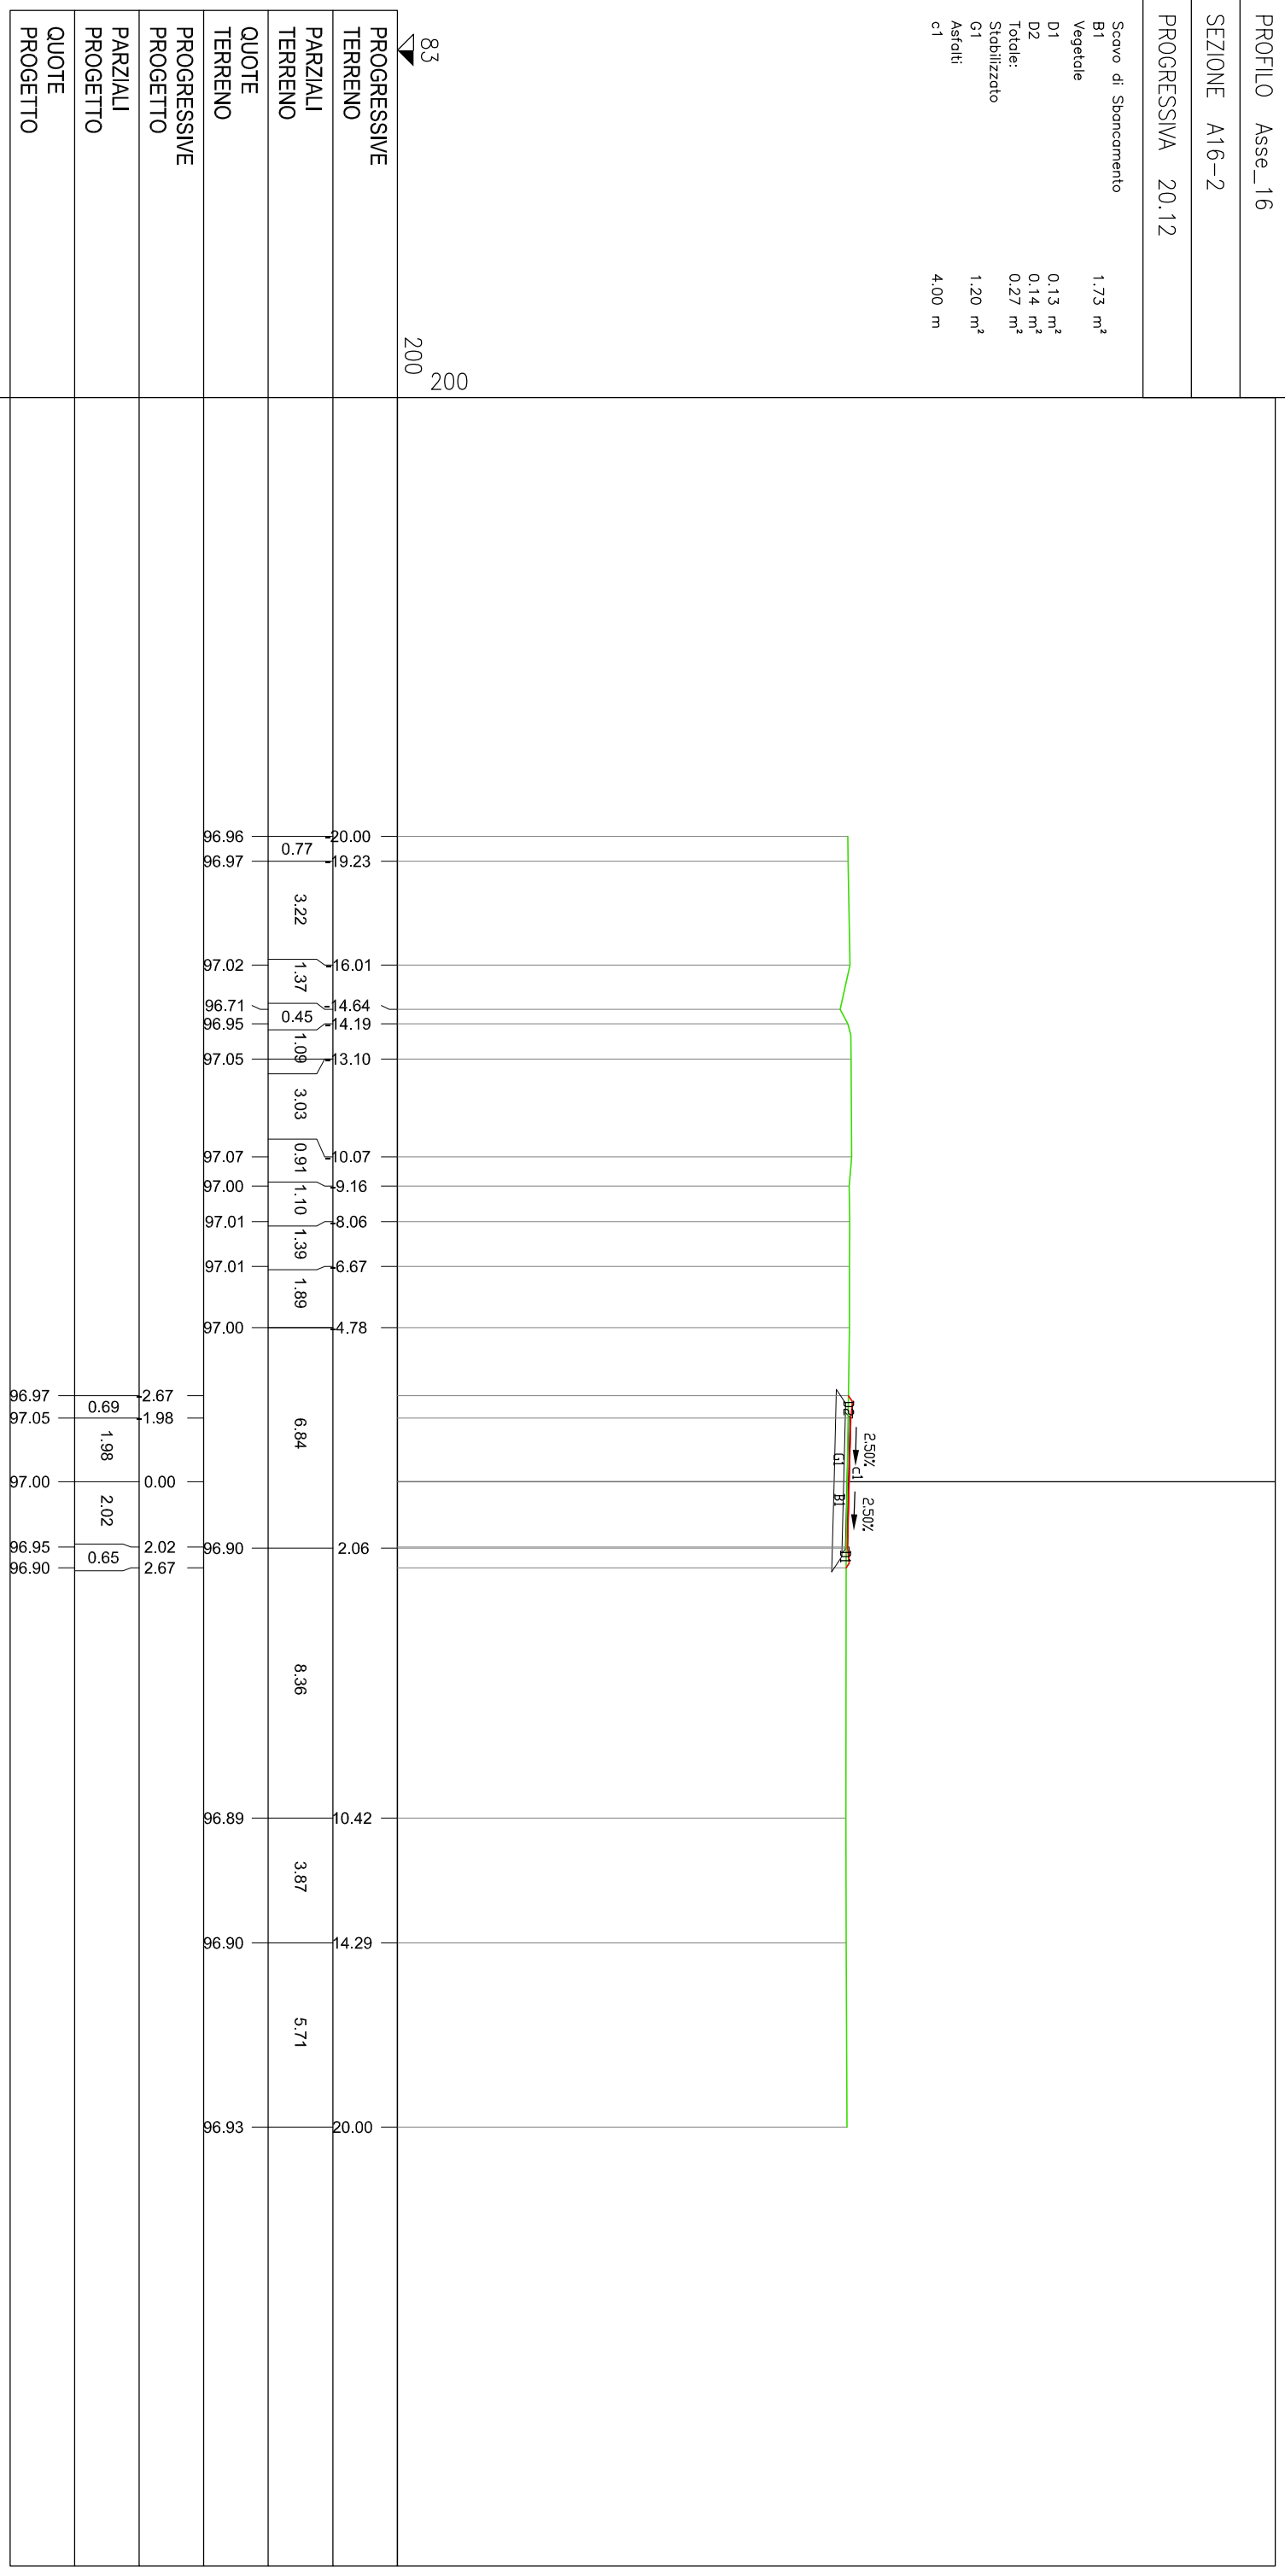 PROFILO Asse_16
SEZIONE A16-2
PROGRESSIVA 20.12
Scavo di Sbancamento
B1 1.73 m²
Vegetale
D1 0.13 m²
D2 0.14 m²
Totale: 0.27 m²
Stabilizzato
G1 1.20 m²
Asfalti
c1 4.00 m
2.50% 2.50%
D2 G1 c1 B1 D1
83
200
200
PROGRESSIVE TERRENO
-20.00 -19.23 -16.01 -14.64 -14.19 -13.10 -10.07 -9.16 -8.06 -6.67 -4.78 2.06 10.42 14.29 20.00
PARZIALI TERRENO
0.77 3.22 1.37 0.45 1.09 3.03 0.91 1.10 1.39 1.89 6.84 8.36 3.87 5.71
QUOTE TERRENO
96.96 96.97 97.02 96.71 96.95 97.05 97.07 97.00 97.01 97.01 97.00 96.90 96.89 96.90 96.93
PROGRESSIVE PROGETTO
-2.67 -1.98 0.00 2.02 2.67
PARZIALI PROGETTO
0.69 1.98 2.02 0.65
QUOTE PROGETTO
96.97 97.05 97.00 96.95 96.90